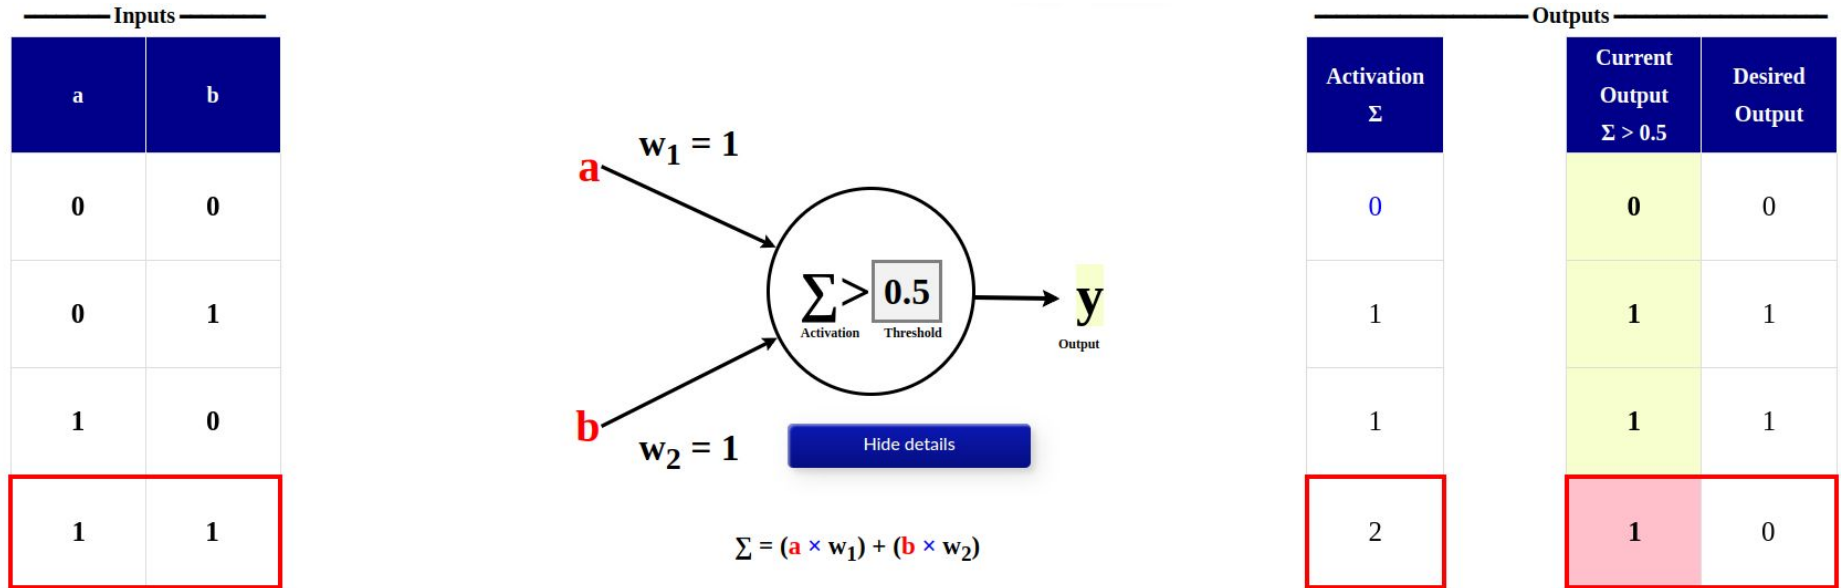 Inputs
a b
0 0
0 1
1 0
1 1
w1 = 1
a
∑ > 0.5
Activation Threshold
y
Output
b
w2 = 1
Hide details
∑ = (a × w1) + (b × w2)
Outputs
Activation
Σ
Current
Output
Σ > 0.5
Desired
Output
0 0 0
1 1 1
1 1 1
2 1 0